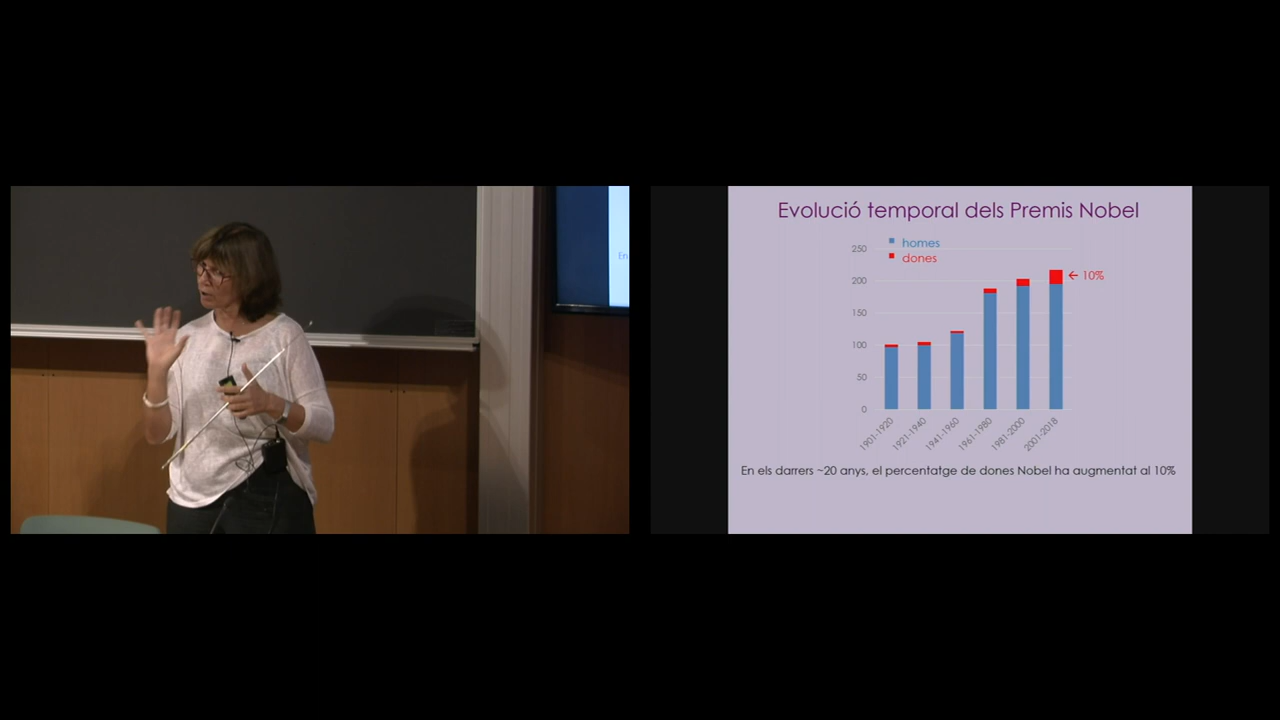 En
Evolució temporal dels Premis Nobel
homes
dones
250
200
150
100
50
0
← 10%
1901-1920
1921-1940
1941-1960
1961-1980
1981-2000
2001-2018
En els darrers ~20 anys, el percentatge de dones Nobel ha augmentat al 10%